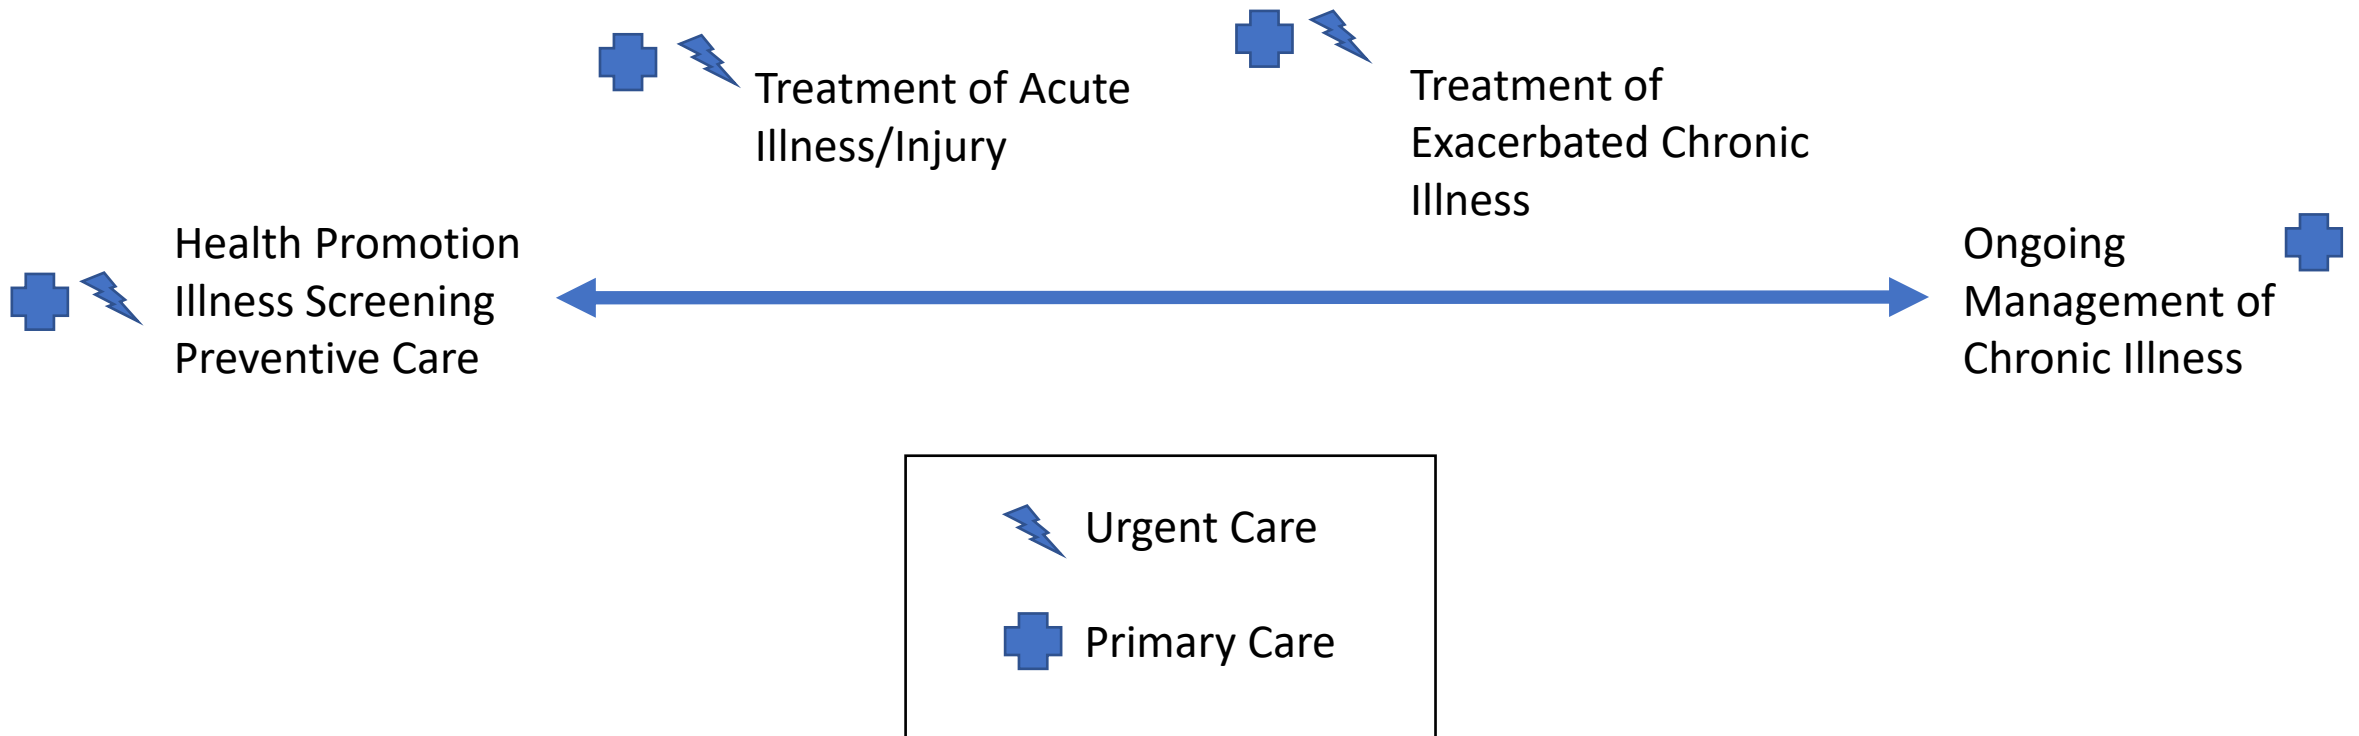 Treatment of Acute
Illness/Injury
Treatment of
Exacerbated Chronic
Illness
Health Promotion
Illness Screening
Preventive Care
Ongoing
Management of
Chronic Illness
Urgent Care
Primary Care